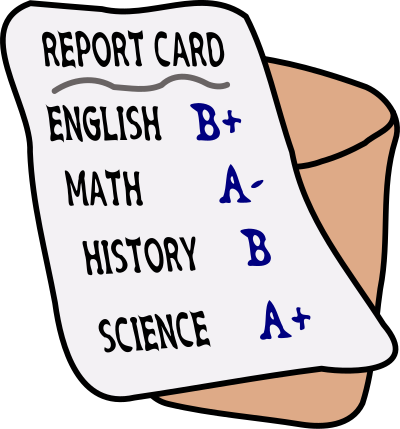 REPORT CARD
ENGLISH B+
MATH A-
HISTORY B
SCIENCE A+